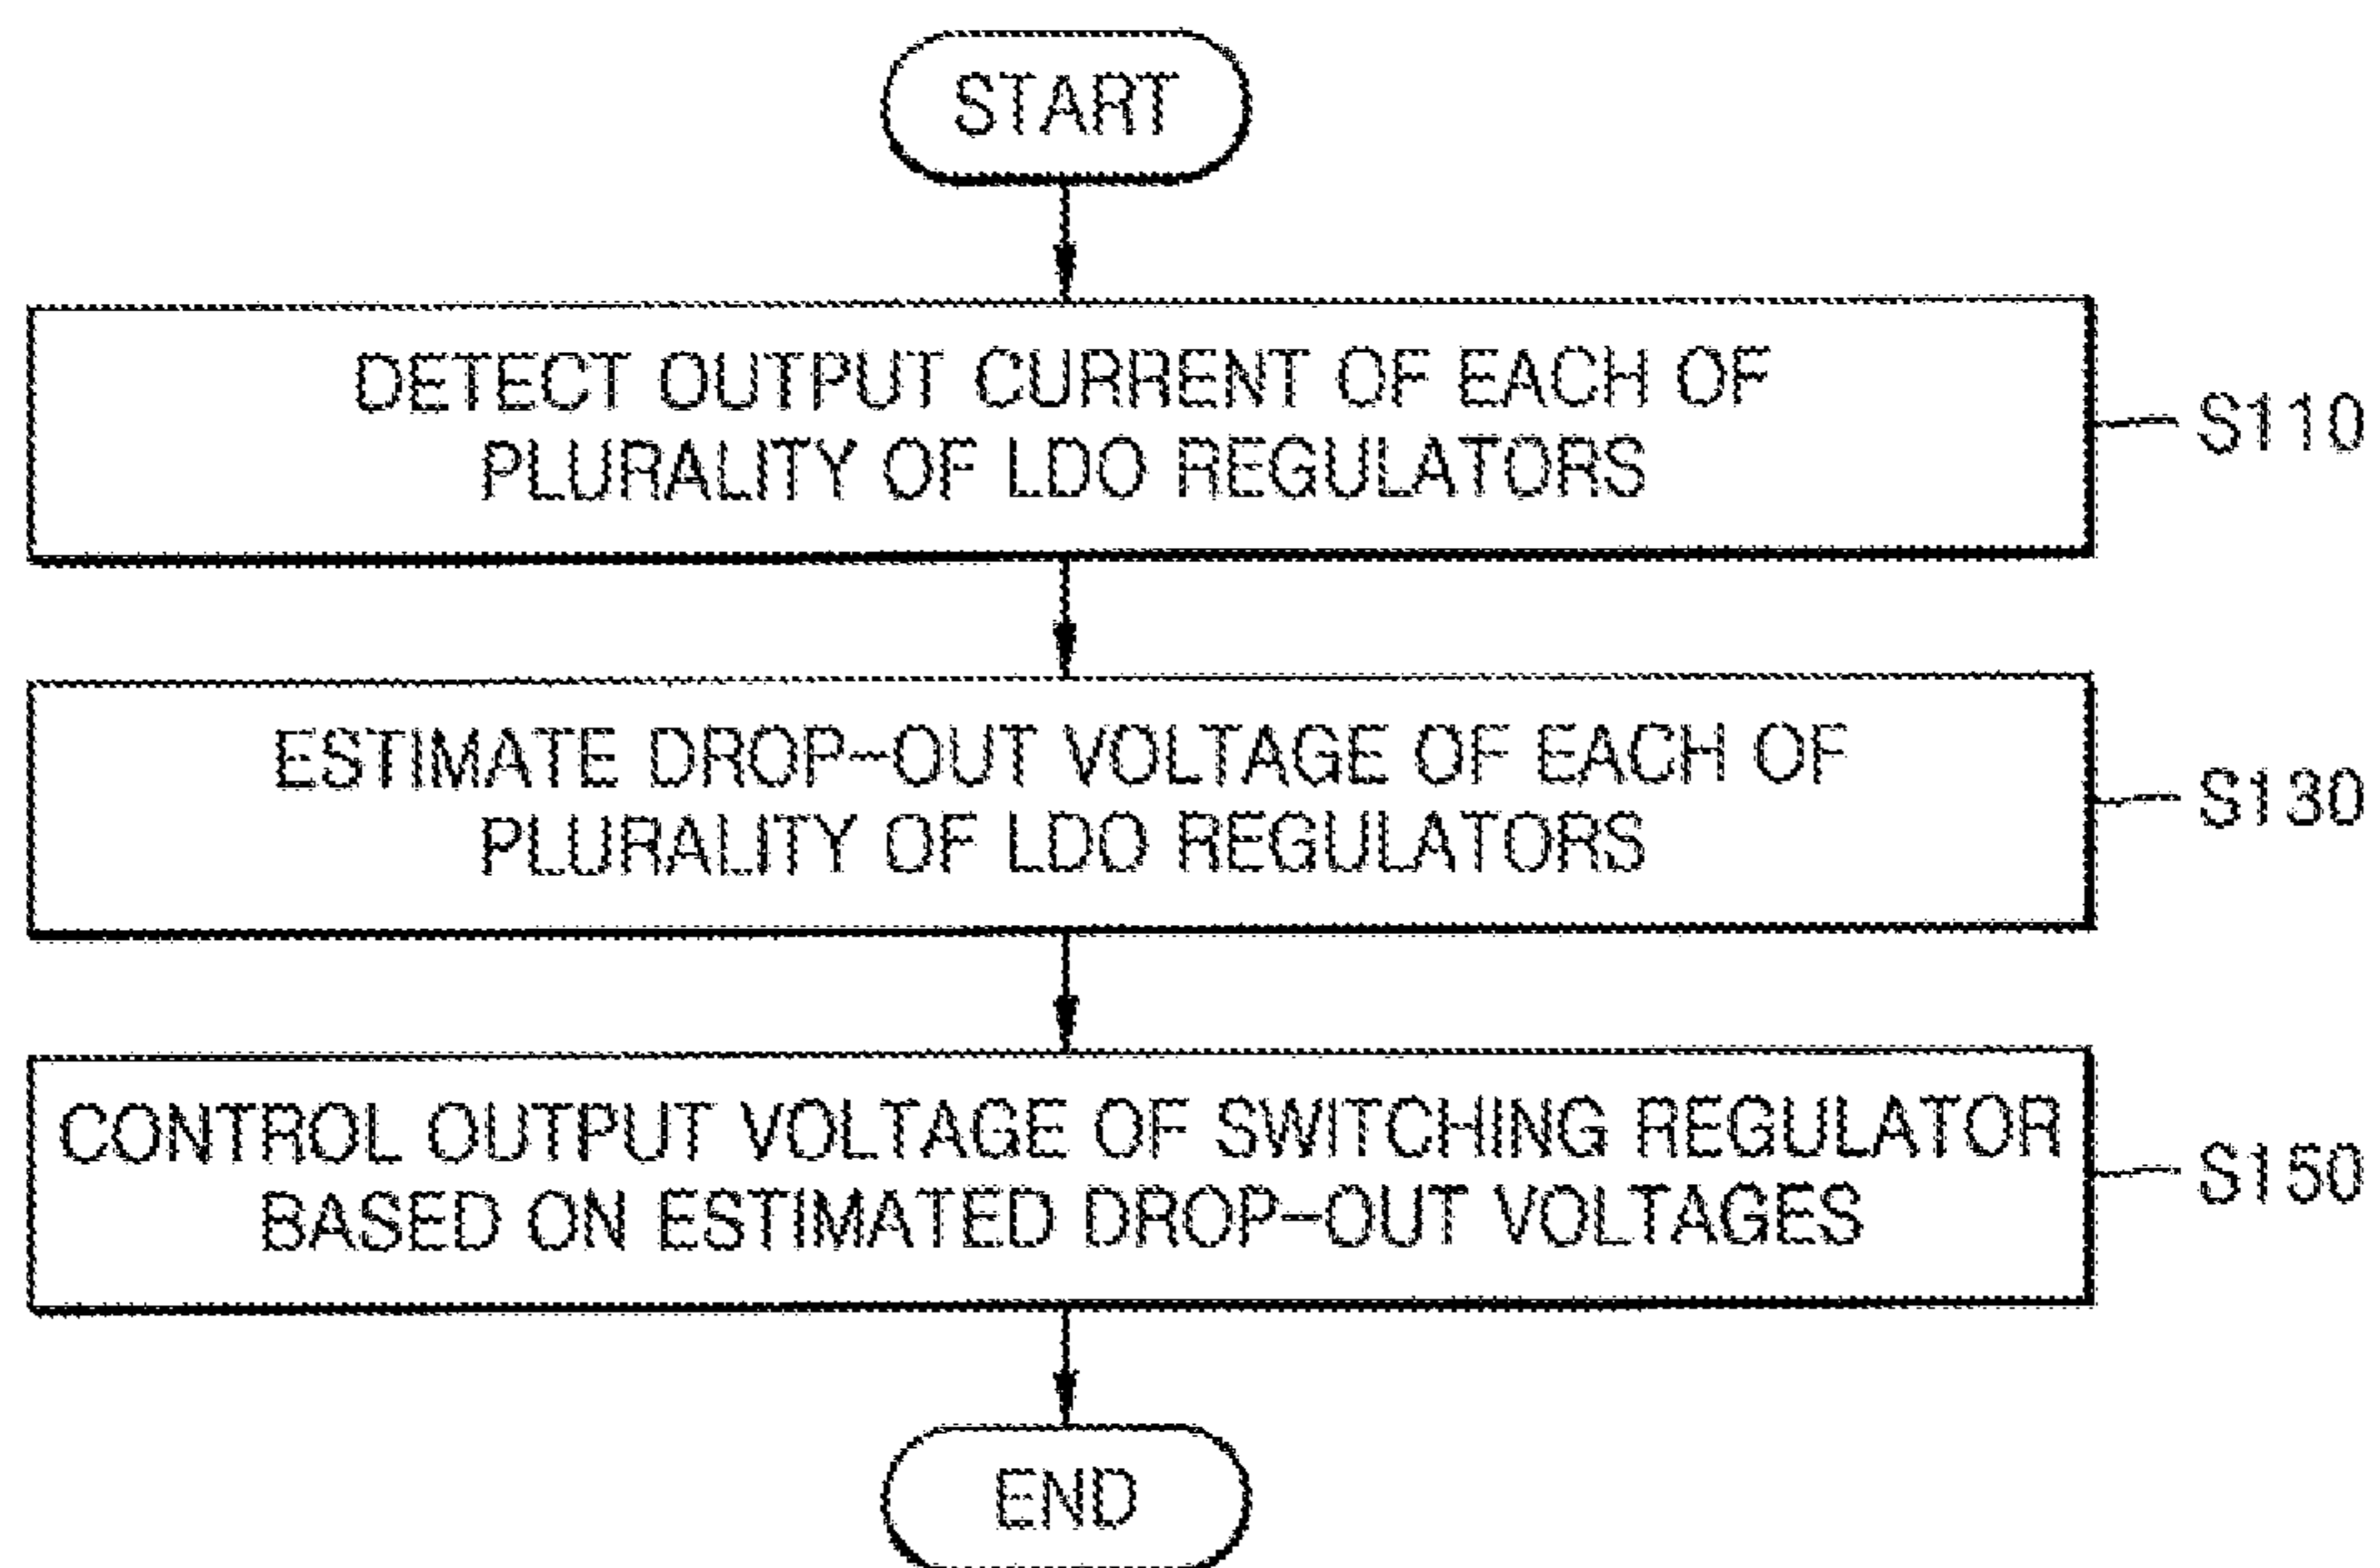 START
DETECT OUTPUT CURRENT OF EACH OF
PLURALITY OF LDO REGULATORS
S110
ESTIMATE DROP-OUT VOLTAGE OF EACH OF
PLURALITY OF LDO REGULATORS
S130
CONTROL OUTPUT VOLTAGE OF SWITCHING REGULATOR
BASED ON ESTIMATED DROP-OUT VOLTAGES
S150
END